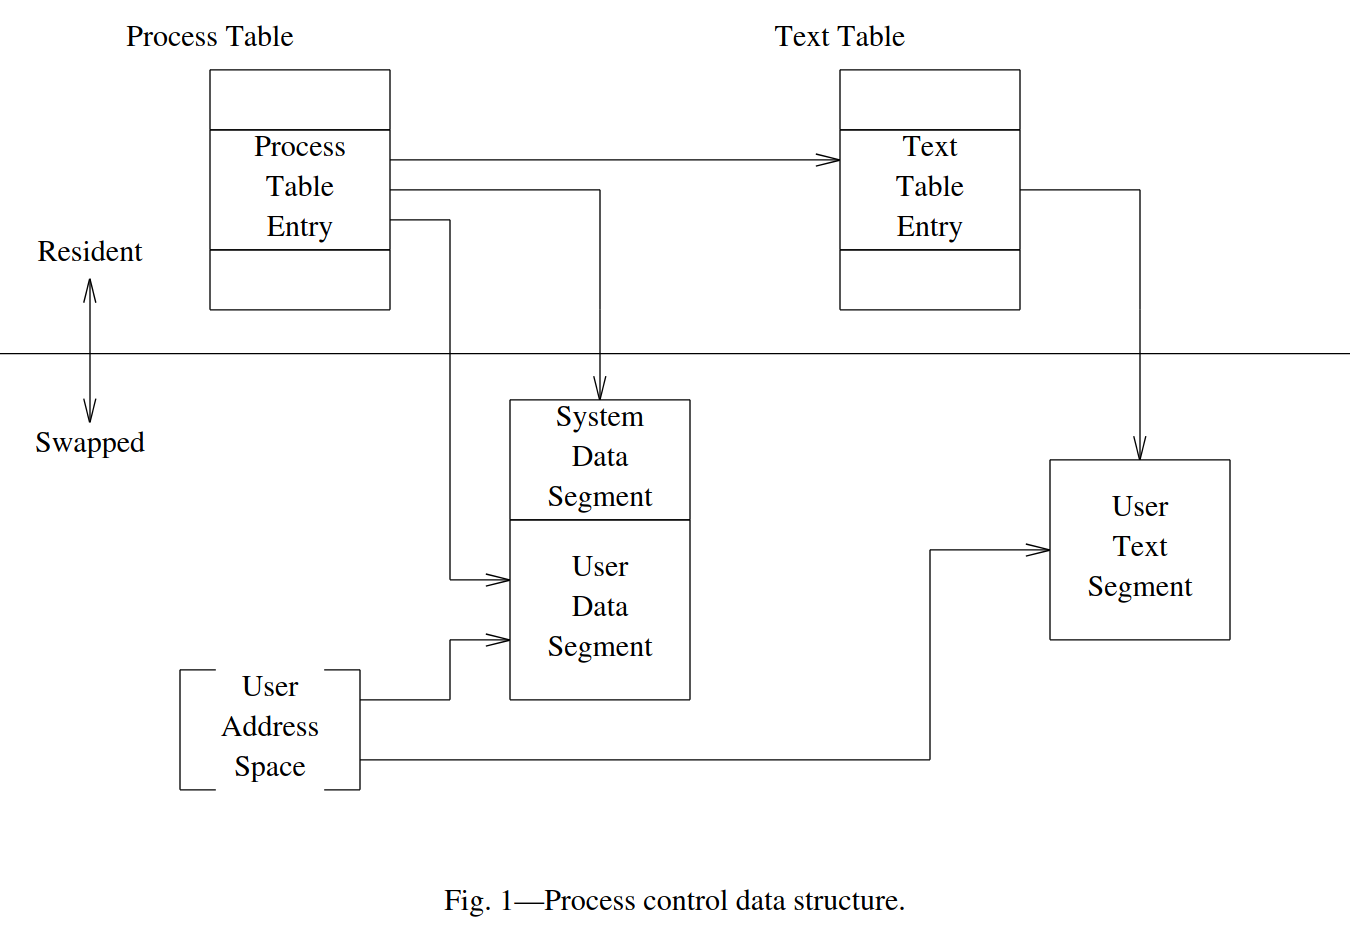 Process Table
Text Table
Process
Table
Entry
Text
Table
Entry
Resident
Swapped
System
Data
Segment
User
Data
Segment
User
Text
Segment
User
Address
Space
Fig. 1—Process control data structure.